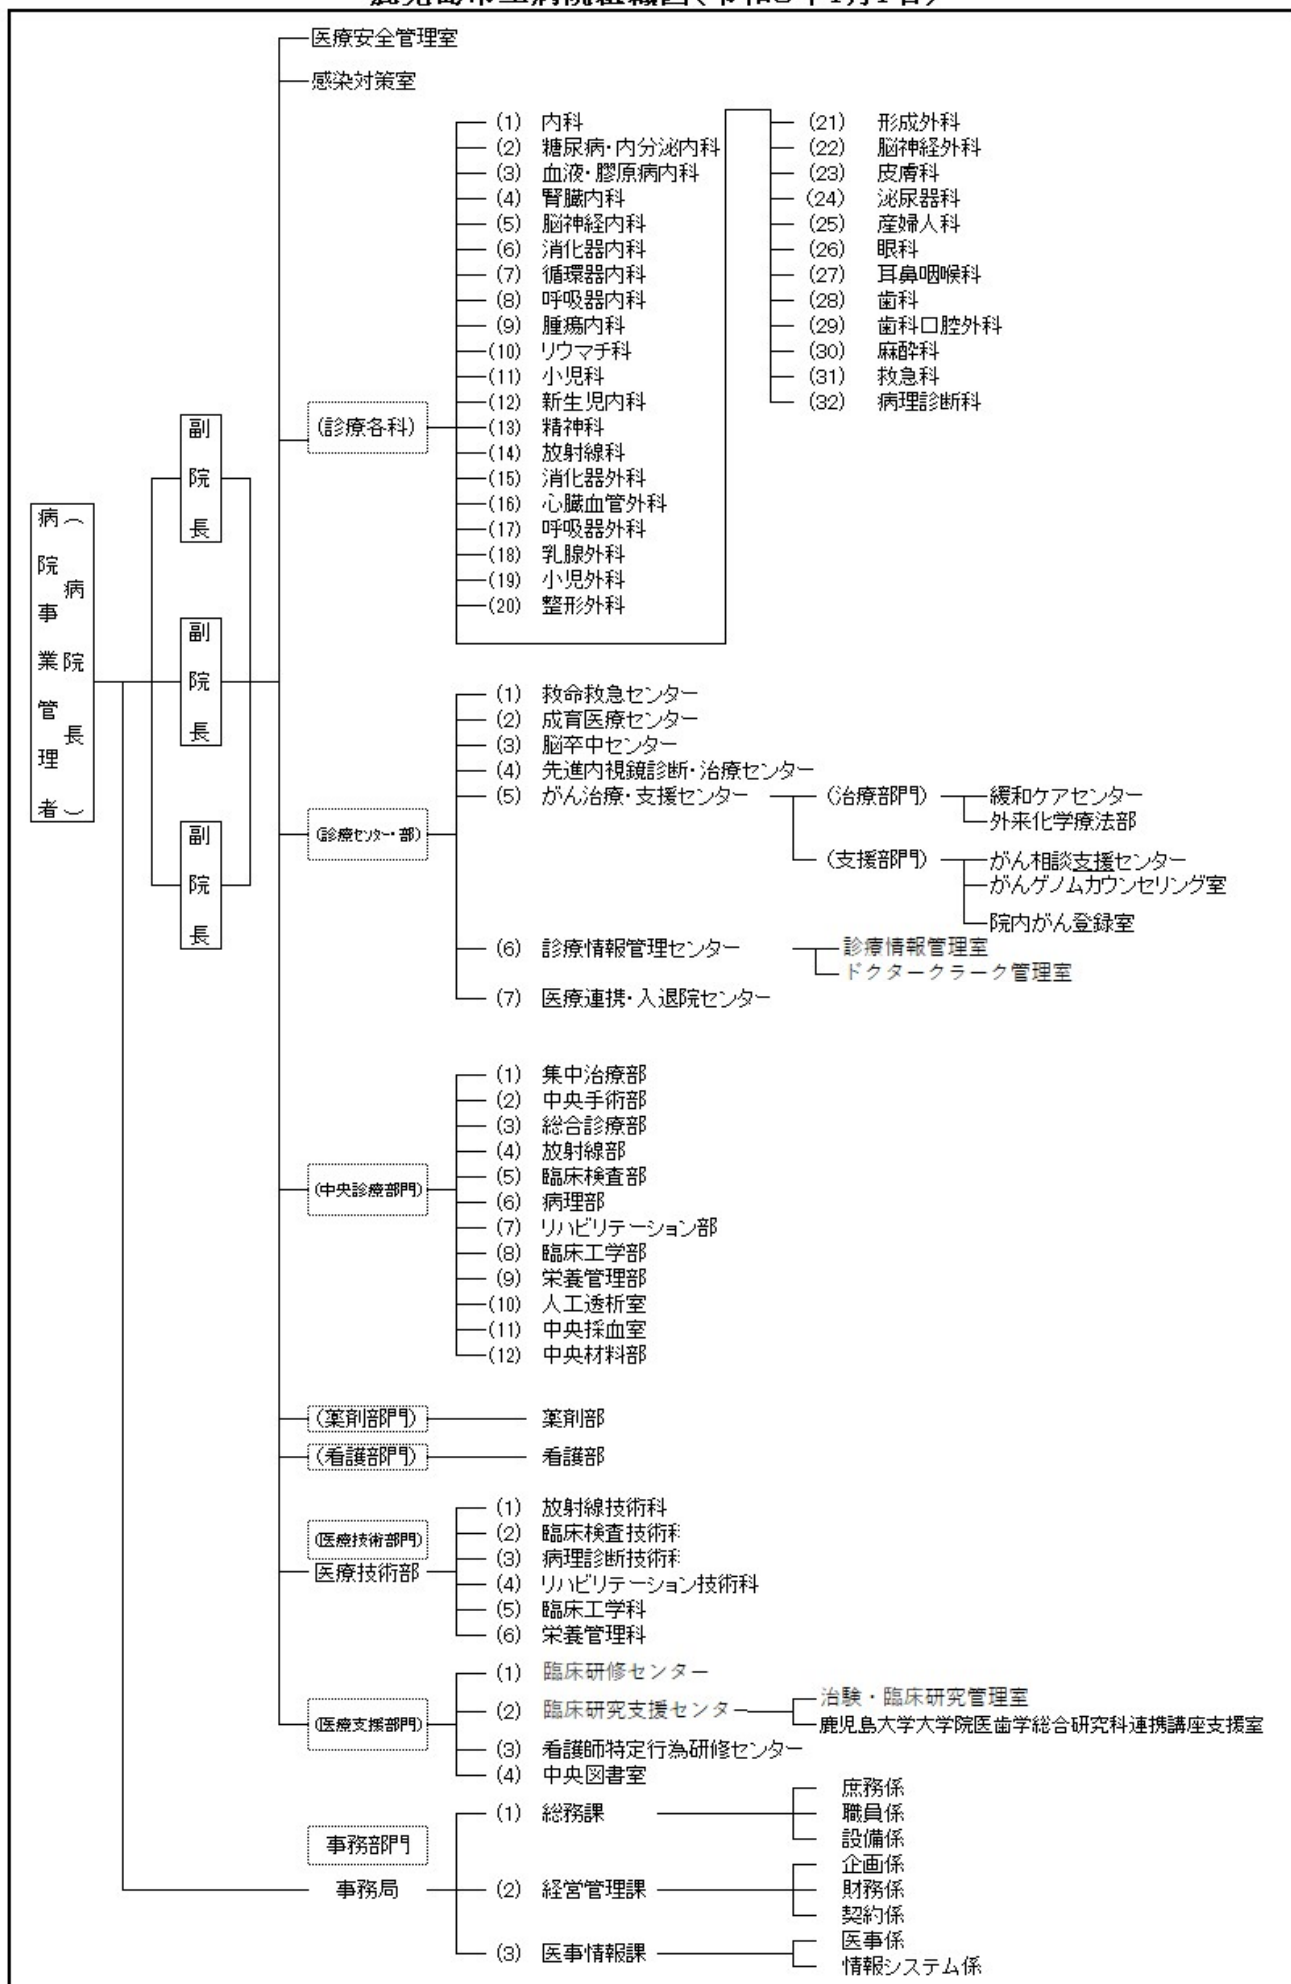 病院事業管理者
（病院長）
副院長
副院長
副院長
医療安全管理室
感染対策室
(診療各科)
(1) 内科
(2) 糖尿病・内分泌内科
(3) 血液・膠原病内科
(4) 腎臓内科
(5) 脳神経内科
(6) 消化器内科
(7) 循環器内科
(8) 呼吸器内科
(9) 腫瘍内科
(10) リウマチ科
(11) 小児科
(12) 新生児内科
(13) 精神科
(14) 放射線科
(15) 消化器外科
(16) 心臓血管外科
(17) 呼吸器外科
(18) 乳腺外科
(19) 小児外科
(20) 整形外科
(21) 形成外科
(22) 脳神経外科
(23) 皮膚科
(24) 泌尿器科
(25) 産婦人科
(26) 眼科
(27) 耳鼻咽喉科
(28) 歯科
(29) 歯科口腔外科
(30) 麻酔科
(31) 救急科
(32) 病理診断科
(診療センター・部)
(1) 救命救急センター
(2) 成育医療センター
(3) 脳卒中センター
(4) 先進内視鏡診断・治療センター
(5) がん治療・支援センター
(治療部門)
緩和ケアセンター
外来化学療法部
(支援部門)
がん相談支援センター
がんゲノムカウンセリング室
院内がん登録室
(6) 診療情報管理センター
診療情報管理室
ドクタークラーク管理室
(7) 医療連携・入退院センター
(中央診療部門)
(1) 集中治療部
(2) 中央手術部
(3) 総合診療部
(4) 放射線部
(5) 臨床検査部
(6) 病理部
(7) リハビリテーション部
(8) 臨床工学部
(9) 栄養管理部
(10) 人工透析室
(11) 中央採血室
(12) 中央材料部
(薬剤部門) 薬剤部
(看護部門) 看護部
(医療技術部門)
医療技術部
(1) 放射線技術科
(2) 臨床検査技術科
(3) 病理診断技術科
(4) リハビリテーション技術科
(5) 臨床工学科
(6) 栄養管理科
(医療支援部門)
(1) 臨床研修センター
(2) 臨床研究支援センター
治験・臨床研究管理室
鹿児島大学大学院医歯学総合研究科連携講座支援室
(3) 看護師特定行為研修センター
(4) 中央図書室
事務部門
事務局
(1) 総務課
庶務係
職員係
設備係
(2) 経営管理課
企画係
財務係
契約係
(3) 医事情報課
医事係
情報システム係